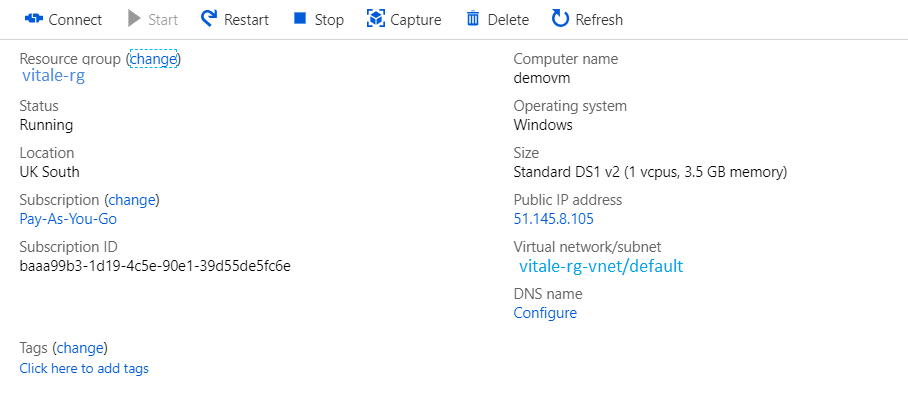 Connect Start Restart Stop Capture Delete Refresh
Resource group (change)
vitale-rg
Status
Running
Location
UK South
Subscription (change)
Pay-As-You-Go
Subscription ID
baaa99b3-1d19-4c5e-90e1-39d55de5fc6e
Tags (change)
Click here to add tags
Computer name
demovm
Operating system
Windows
Size
Standard DS1 v2 (1 vcpus, 3.5 GB memory)
Public IP address
51.145.8.105
Virtual network/subnet
vitale-rg-vnet/default
DNS name
Configure